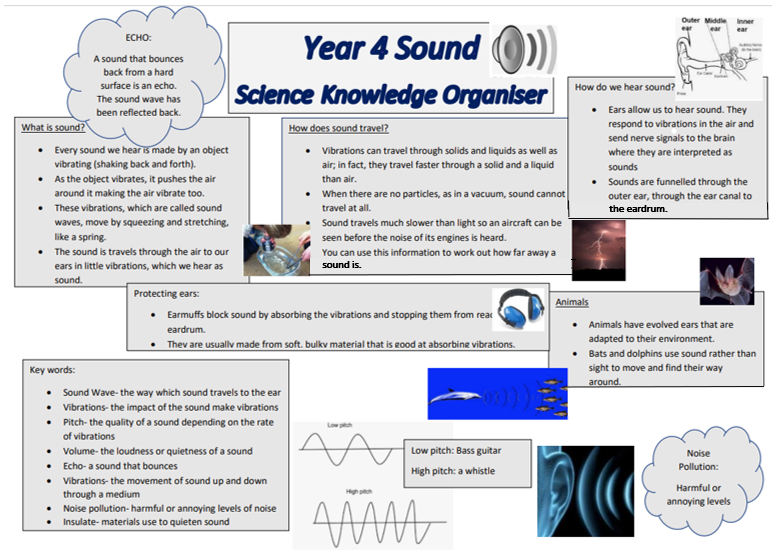 ECHO:
A sound that bounces
back from a hard
surface is an echo.
The sound wave has
been reflected back.
Year 4 Sound
Science Knowledge Organiser
Outer Middle Inner
ear ear ear
How do we hear sound?
• Ears allow us to hear sound. They
respond to vibrations in the air and
send nerve signals to the brain
where they are interpreted as
sounds
• Sounds are funnelled through the
outer ear, through the ear canal to
the eardrum.
What is sound?
• Every sound we hear is made by an object
vibrating (shaking back and forth).
• As the object vibrates, it pushes the air
around it making the air vibrate too.
• These vibrations, which are called sound
waves, move by squeezing and stretching,
like a spring.
• The sound is travels through the air to our
ears in little vibrations, which we hear as
sound.
How does sound travel?
• Vibrations can travel through solids and liquids as well as
air; in fact, they travel faster through a solid and a liquid
than air.
• When there are no particles, as in a vacuum, sound cannot
travel at all.
• Sound travels much slower than light so an aircraft can be
seen before the noise of its engines is heard.
You can use this information to work out how far away a
sound is.
Protecting ears:
• Earmuffs block sound by absorbing the vibrations and stopping them from reac
eardrum.
• They are usually made from soft, bulky material that is good at absorbing vibrations.
Animals
• Animals have evolved ears that are
adapted to their environment.
• Bats and dolphins use sound rather than
sight to move and find their way
around.
Key words:
• Sound Wave- the way which sound travels to the ear
• Vibrations- the impact of the sound make vibrations
• Pitch- the quality of a sound depending on the rate
of vibrations
• Volume- the loudness or quietness of a sound
• Echo- a sound that bounces
• Vibrations- the movement of sound up and down
through a medium
• Noise pollution- harmful or annoying levels of noise
• Insulate- materials use to quieten sound
Low pitch
High pitch
Low pitch: Bass guitar
High pitch: a whistle
Noise
Pollution:
Harmful or
annoying levels